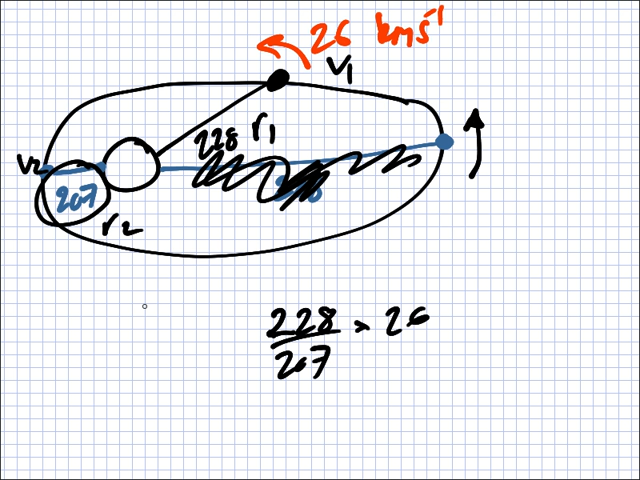 26 kms⁻¹
v₁
228 r₁
v₂
207
r₂
228 × 26
207